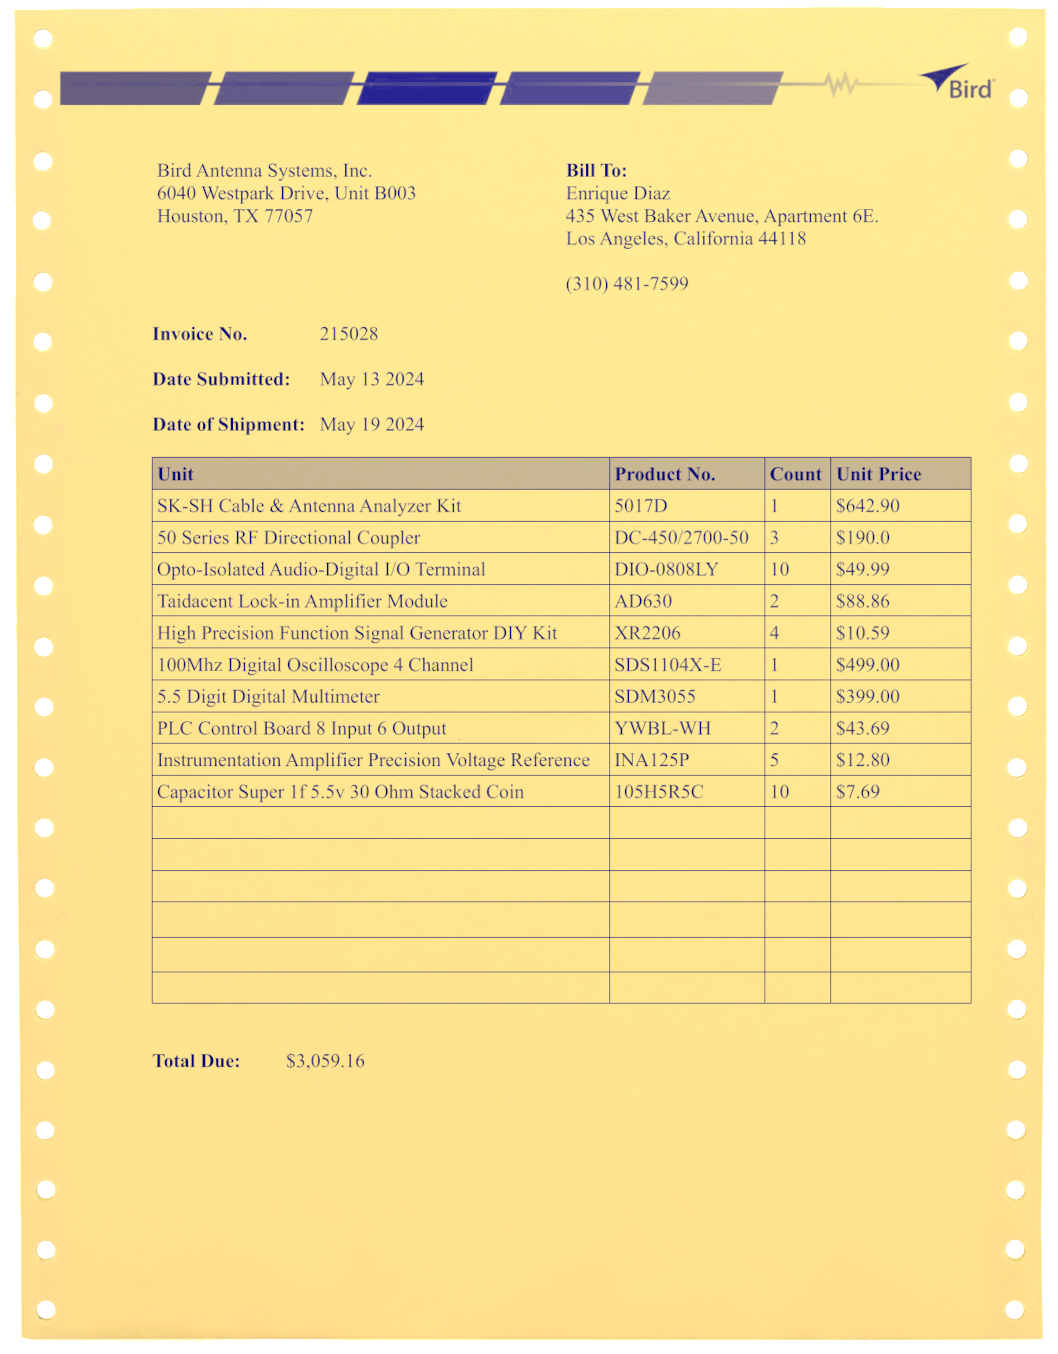 Bird
Bird Antenna Systems, Inc.
6040 Westpark Drive, Unit B003
Houston, TX 77057
Bill To:
Enrique Diaz
435 West Baker Avenue, Apartment 6E.
Los Angeles, California 44118
(310) 481-7599
Invoice No. 215028
Date Submitted: May 13 2024
Date of Shipment: May 19 2024
Unit Product No. Count Unit Price
SK-SH Cable & Antenna Analyzer Kit 5017D 1 $642.90
50 Series RF Directional Coupler DC-450/2700-50 3 $190.0
Opto-Isolated Audio-Digital I/O Terminal DIO-0808LY 10 $49.99
Taidacent Lock-in Amplifier Module AD630 2 $88.86
High Precision Function Signal Generator DIY Kit XR2206 4 $10.59
100Mhz Digital Oscilloscope 4 Channel SDS1104X-E 1 $499.00
5.5 Digit Digital Multimeter SDM3055 1 $399.00
PLC Control Board 8 Input 6 Output YWBL-WH 2 $43.69
Instrumentation Amplifier Precision Voltage Reference INA125P 5 $12.80
Capacitor Super 1f 5.5v 30 Ohm Stacked Coin 105H5R5C 10 $7.69
Total Due: $3,059.16